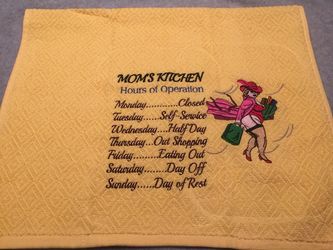 MOM'S KITCHEN
Hours of Operation
Monday............Closed
Tuesday......Self-Service
Wednesday....Half Day
Thursday...Out Shopping
Friday..........Eating Out
Saturday..........Day Off
Sunday......Day of Rest